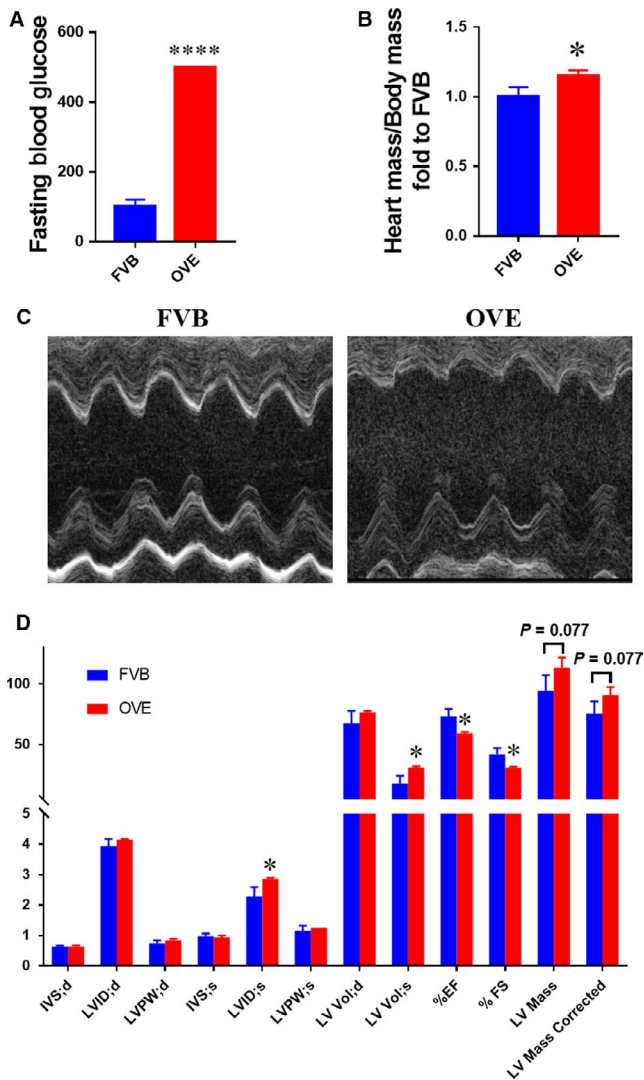 A
Fasting blood glucose
600
400
200
0
****
FVB
OVE
B
Heart mass/Body mass
fold to FVB
1.5
1.0
0.5
0.0
*
FVB
OVE
C
FVB
OVE
D
FVB
OVE
100
50
5
4
3
2
1
0
*
*
*
*
P = 0.077
P = 0.077
IVS;d
LVID;d
LVPW;d
IVS;s
LVID;s
LVPW;s
LV Vol;d
LV Vol;s
%EF
% FS
LV Mass
LV Mass Corrected